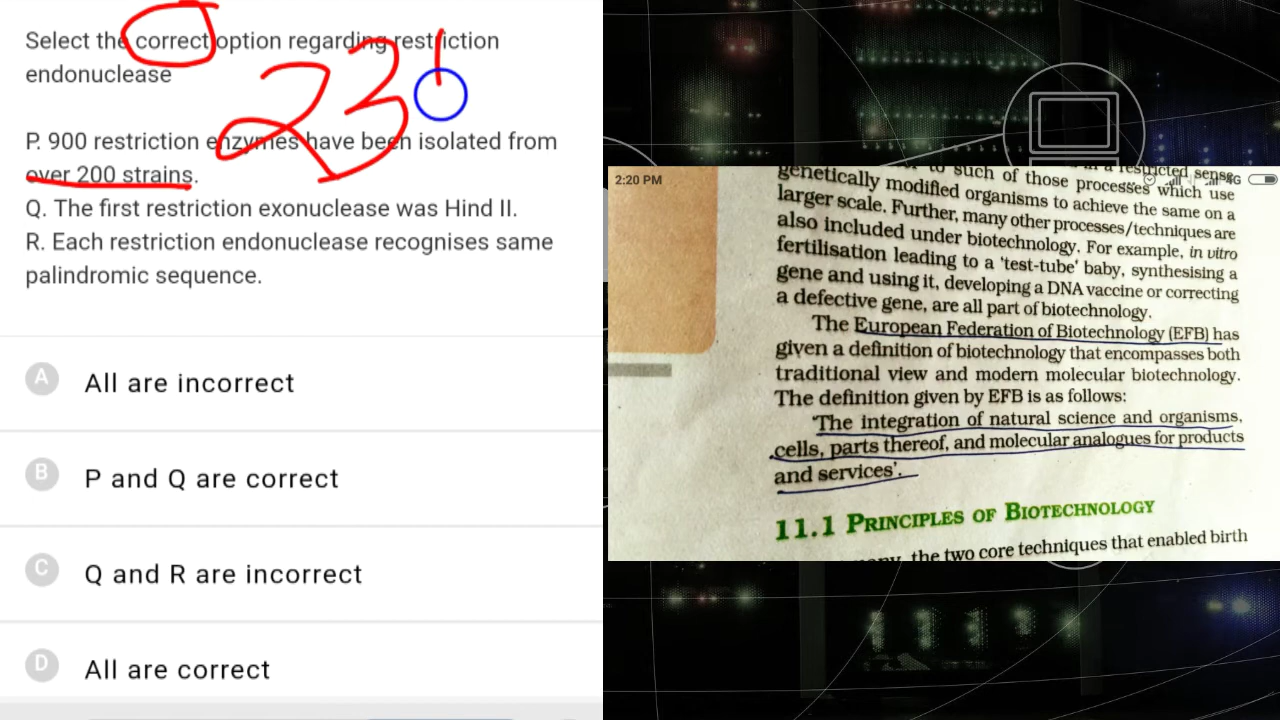 Select the correct option regarding restriction
endonuclease
230
P. 900 restriction enzymes have been isolated from
over 200 strains.
Q. The first restriction exonuclease was Hind II.
R. Each restriction endonuclease recognises same
palindromic sequence.
A All are incorrect
B P and Q are correct
C Q and R are incorrect
D All are correct
2:20 PM
4G
to such of those processes which use
genetically modified organisms to achieve the same on a
larger scale. Further, many other processes/techniques are
also included under biotechnology. For example, in vitro
fertilisation leading to a 'test-tube' baby, synthesising a
gene and using it, developing a DNA vaccine or correcting
a defective gene, are all part of biotechnology.
The European Federation of Biotechnology (EFB) has
given a definition of biotechnology that encompasses both
traditional view and modern molecular biotechnology.
The definition given by EFB is as follows:
'The integration of natural science and organisms,
cells, parts thereof, and molecular analogues for products
and services'.
11.1 PRINCIPLES OF BIOTECHNOLOGY
the two core techniques that enabled birth